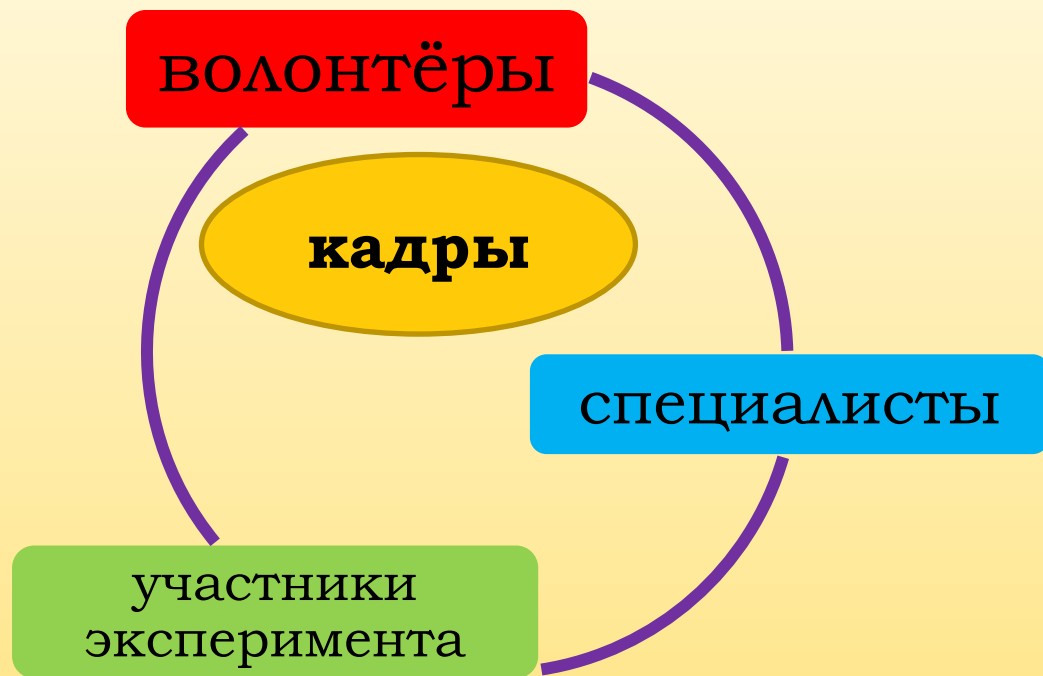 волонтёры
кадры
специалисты
участники
эксперимента